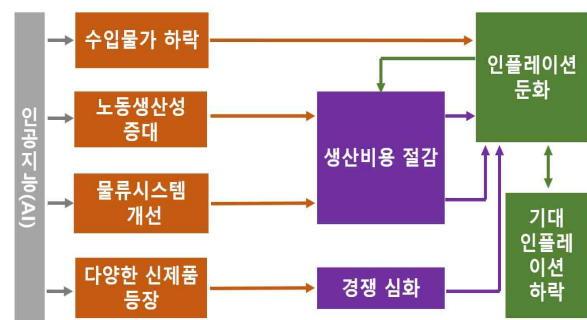 인공지능(AI)
수입물가 하락
노동생산성
증대
물류시스템
개선
다양한 신제품
등장
생산비용 절감
경쟁 심화
인플레이션
둔화
기대
인플레
이션
하락